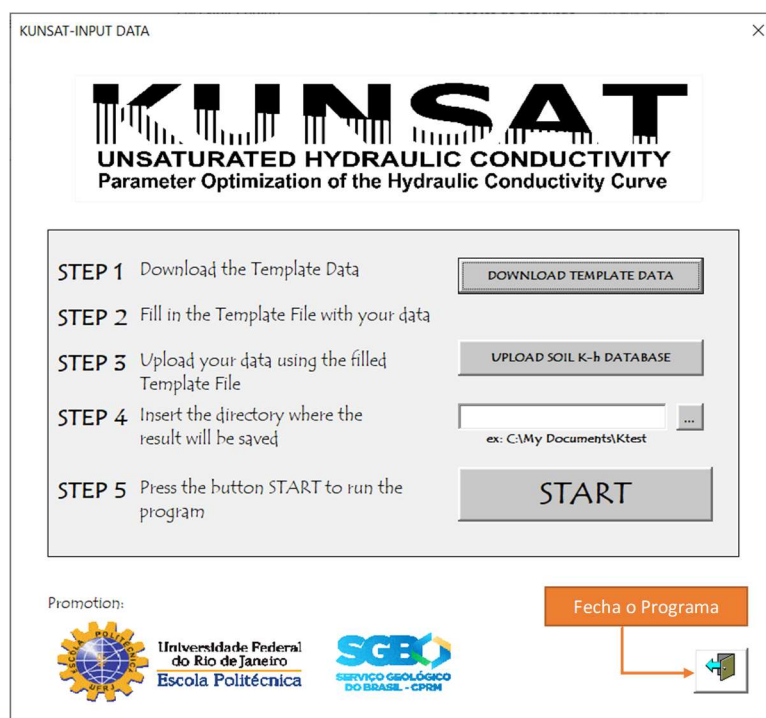 KUNSAT-INPUT DATA
KUNSAT
UNSATURATED HYDRAULIC CONDUCTIVITY
Parameter Optimization of the Hydraulic Conductivity Curve
STEP 1 Download the Template Data
DOWNLOAD TEMPLATE DATA
STEP 2 Fill in the Template File with your data
STEP 3 Upload your data using the filled
Template File
UPLOAD SOIL K-h DATABASE
STEP 4 Insert the directory where the
result will be saved
...
ex: C:\My Documents\Ktest
STEP 5 Press the button START to run the
program
START
Promotion:
Fecha o Programa
ESCOLA POLITÉCNICA
UFRJ
Universidade Federal
do Rio de Janeiro
Escola Politécnica
SGB
SERVIÇO GEOLÓGICO
DO BRASIL - CPRM